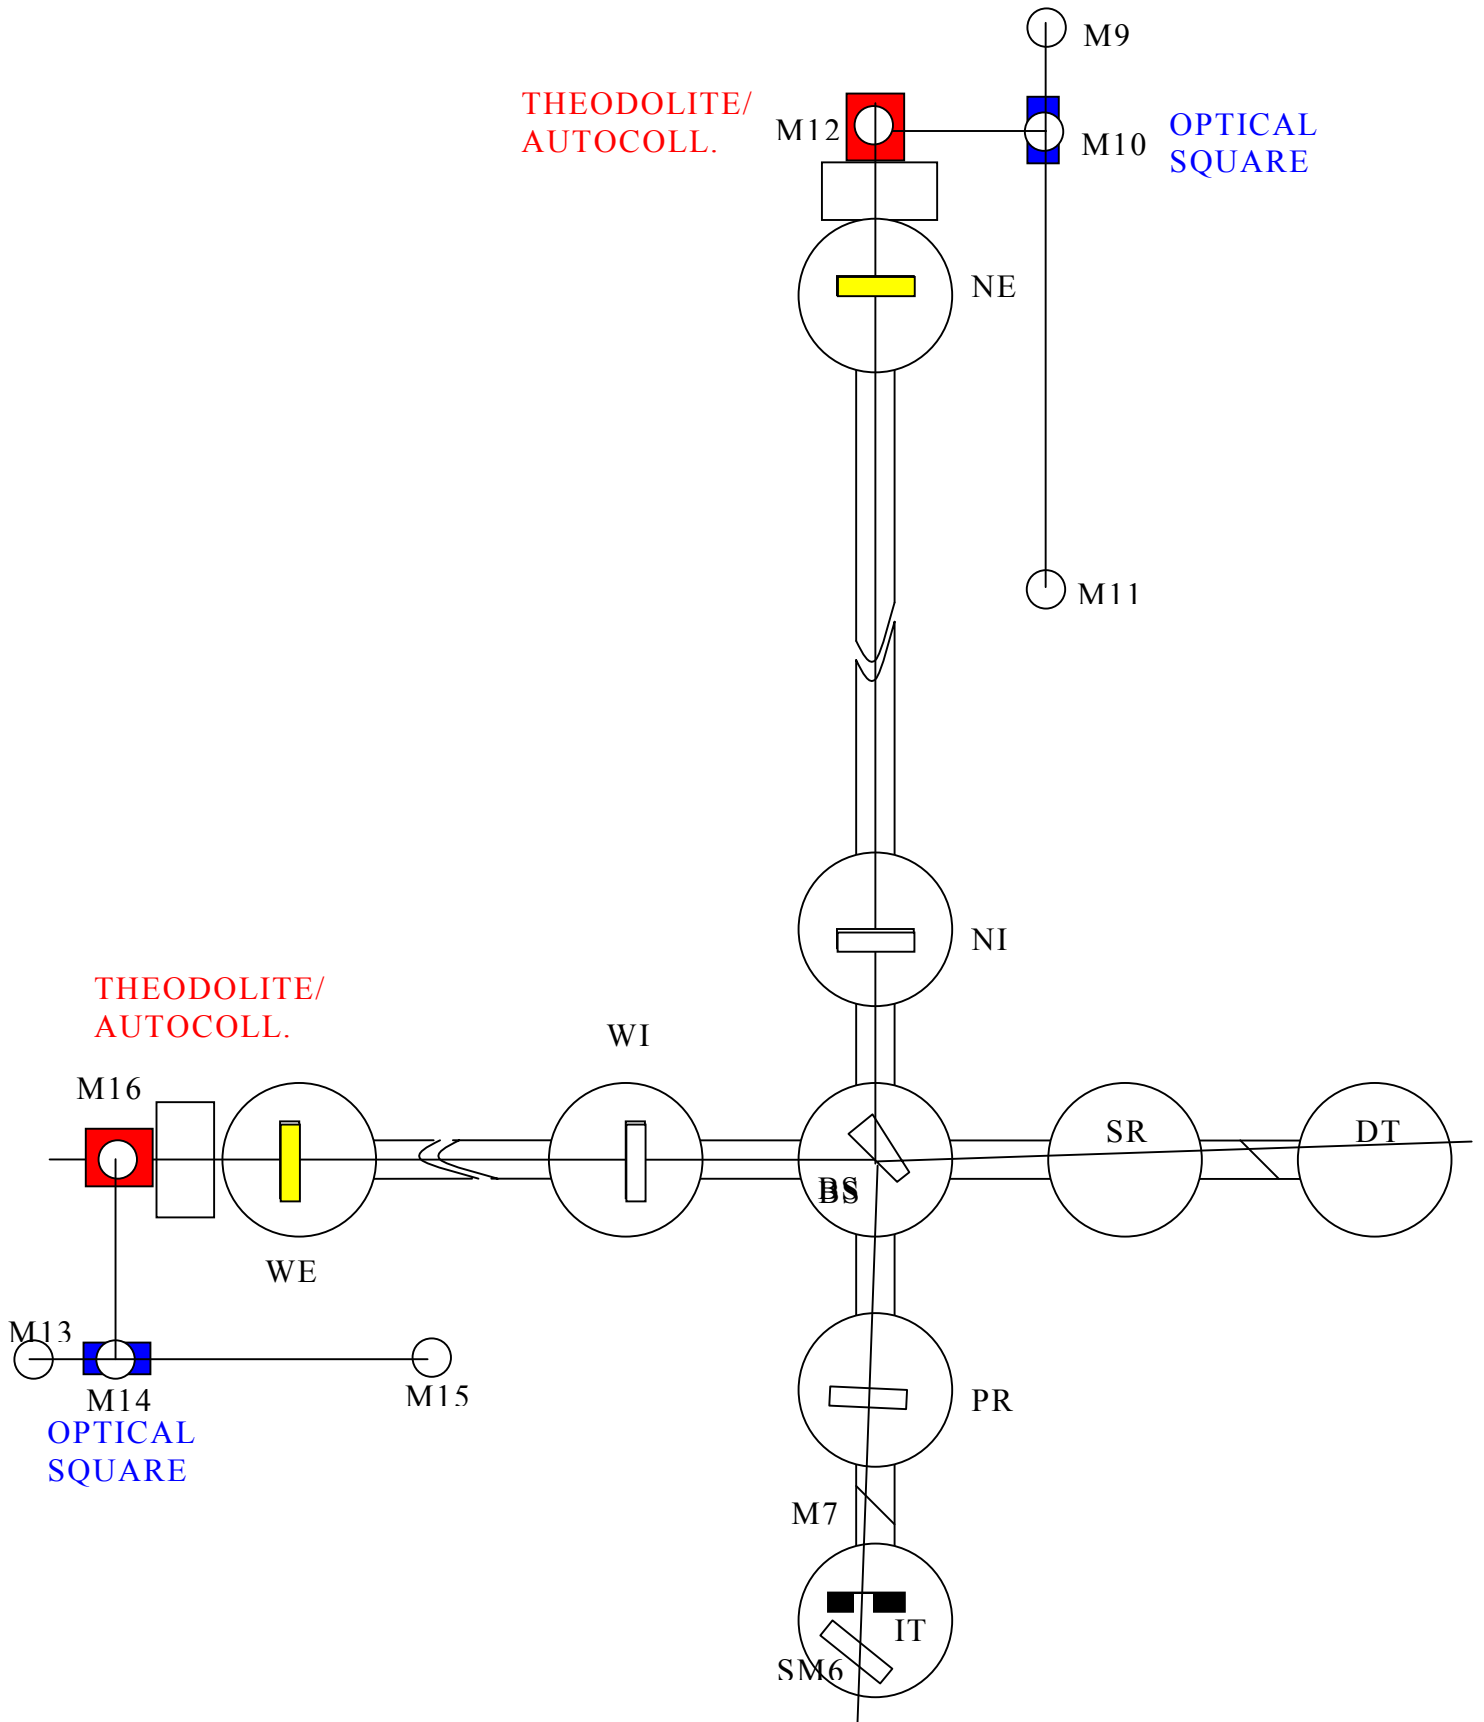 M9
THEODOLITE/
AUTOCOLL.
M12
M10
OPTICAL
SQUARE
NE
M11
NI
THEODOLITE/
AUTOCOLL.
WI
M16
SR
DT
BS
WE
M13
M14
M15
OPTICAL
SQUARE
PR
M7
IT
SM6